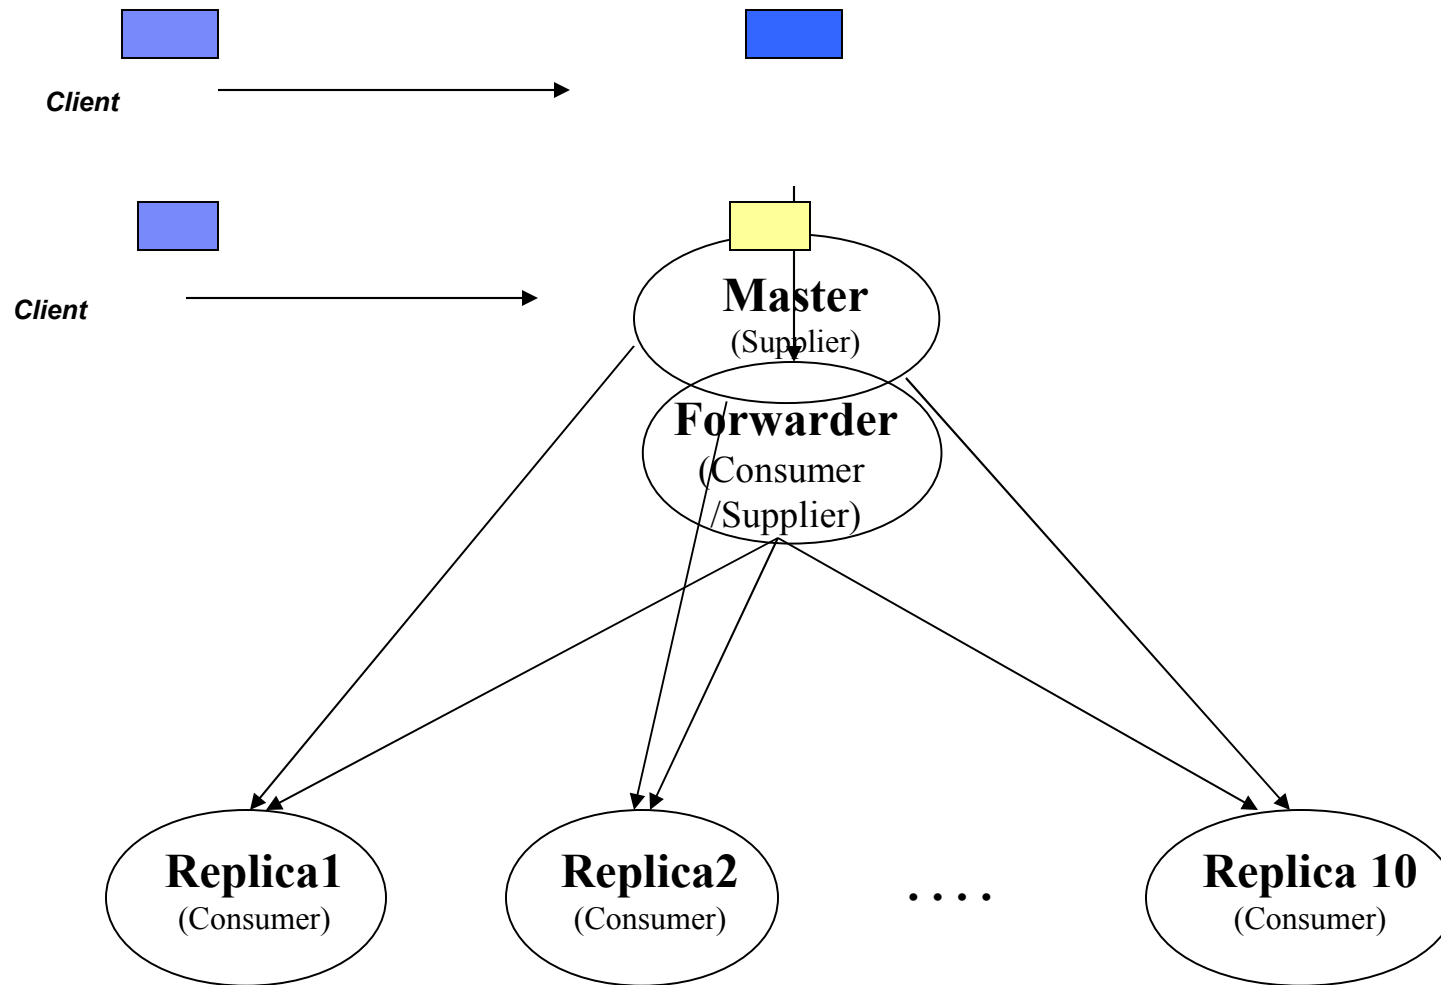 Client
Client
Master
(Supplier)
Forwarder
(Consumer
/Supplier)
Replica1
(Consumer)
Replica2
(Consumer)
. . . .
Replica 10
(Consumer)